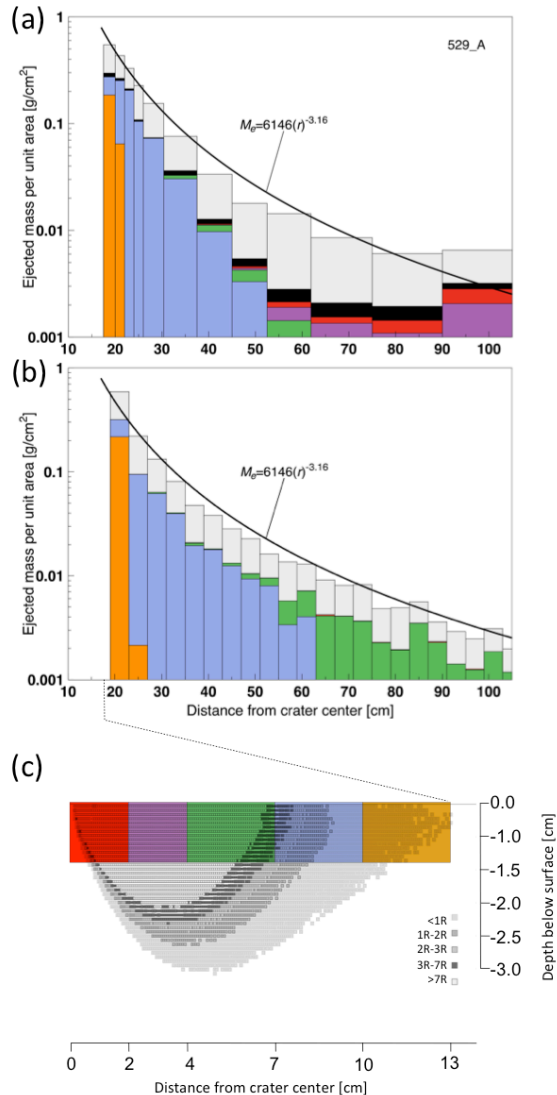 (a)
529_A
Ejected mass per unit area [g/cm²]
1
0.1
0.01
0.001
Mₑ=6146(r)⁻³·¹⁶
10 20 30 40 50 60 70 80 90 100
(b)
Ejected mass per unit area [g/cm²]
1
0.1
0.01
0.001
Mₑ=6146(r)⁻³·¹⁶
10 20 30 40 50 60 70 80 90 100
Distance from crater center [cm]
(c)
0.0
-0.5
-1.0
-1.5
-2.0
-2.5
-3.0
Depth below surface [cm]
<1R
1R-2R
2R-3R
3R-7R
>7R
0 2 4 7 10 13
Distance from crater center [cm]